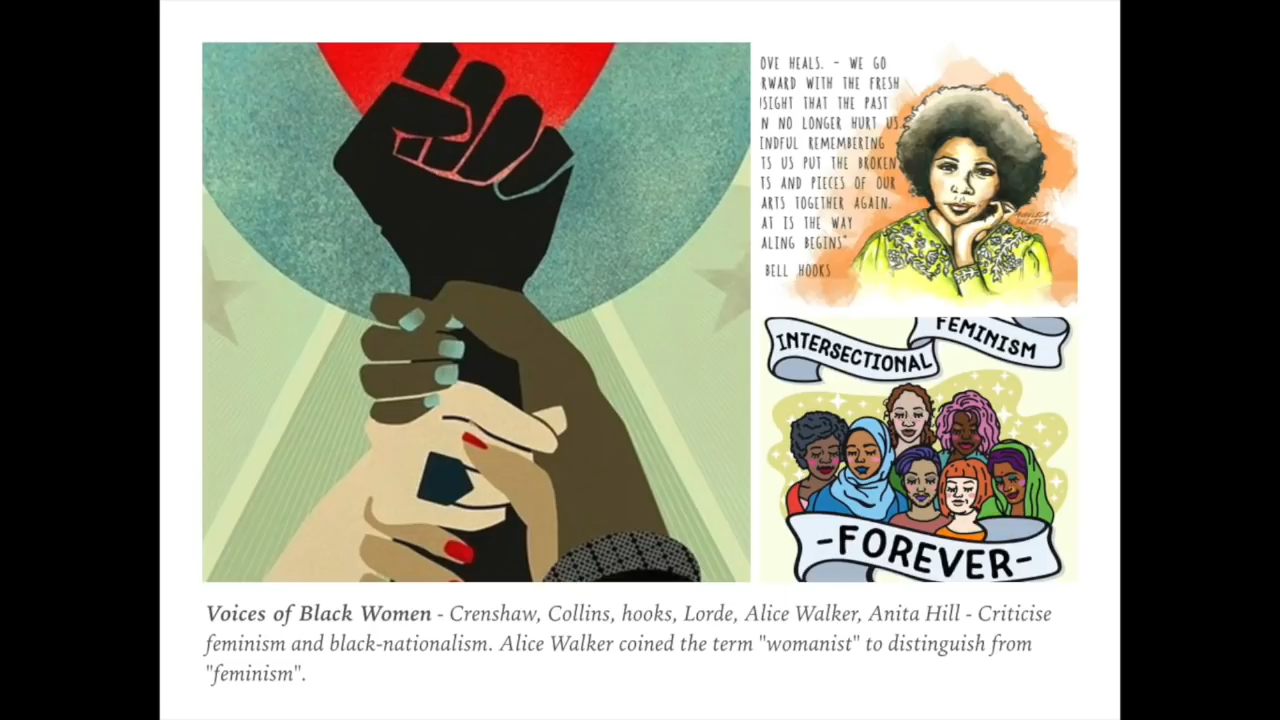 OVE HEALS. - WE GO
RWARD WITH THE FRESH
SIGHT THAT THE PAST
N NO LONGER HURT US.
INDFUL REMEMBERING
TS US PUT THE BROKEN
TS AND PIECES OF OUR
ARTS TOGETHER AGAIN.
AT IS THE WAY
ALING BEGINS"
BELL HOOKS
INTERSECTIONAL
FEMINISM
-FOREVER-
Voices of Black Women - Crenshaw, Collins, hooks, Lorde, Alice Walker, Anita Hill - Criticise
feminism and black-nationalism. Alice Walker coined the term "womanist" to distinguish from
"feminism".